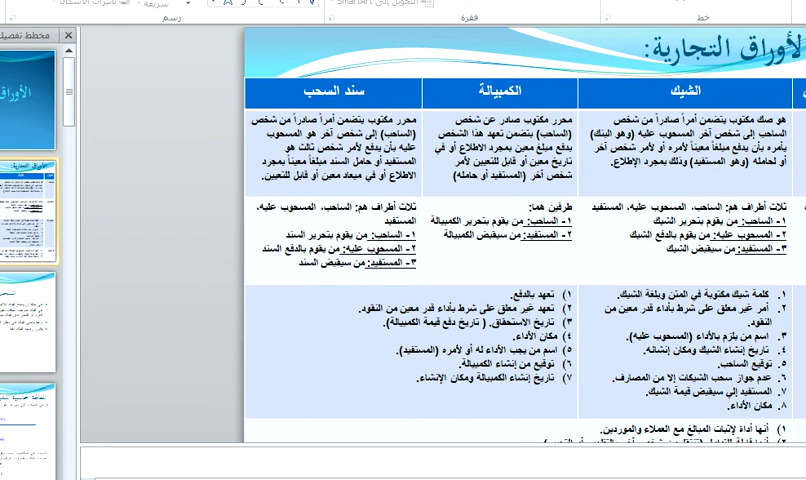 التحويل إلى SmartArt
سريعة
تأثيرات الأشكال
خط
فقرة
رسم
مخطط تفصيلي
لأوراق التجارية:
الشيك
الكمبيالة
سند السحب
هو صك مكتوب يتضمن أمراً صادراً من شخص
الساحب إلى شخص آخر المسحوب عليه (وهو البنك)
يأمره بأن يدفع مبلغاً معيناً لأمره أو لأمر شخص آخر
أو لحامله (وهو المستفيد) وذلك بمجرد الإطلاع.
محرر مكتوب صادر عن شخص
(الساحب) يتضمن تعهد هذا الشخص
بدفع مبلغ معين بمجرد الاطلاع أو في
تاريخ معين أو قابل للتعيين لأمر
شخص آخر (المستفيد أو حامله)
محرر مكتوب يتضمن أمراً صادراً من شخص
(الساحب) إلى شخص آخر هو المسحوب
عليه بأن يدفع لأمر شخص ثالث هو
المستفيد أو حامل السند مبلغاً معيناً بمجرد
الاطلاع أو في ميعاد معين أو قابل للتعيين.
ثلاث أطراف هم: الساحب، المسحوب عليه، المستفيد
١- الساحب: من يقوم بتحرير الشيك
٢- المسحوب عليه: من يقوم بالدفع الشيك
٣- المستفيد: من سيقبض الشيك
طرفين هما:
١- الساحب: من يقوم بتحرير الكمبيالة
٢- المستفيد: من سيقبض الكمبيالة
ثلاث أطراف هم: الساحب، المسحوب عليه،
المستفيد
١- الساحب: من يقوم بتحرير السند
٢- المسحوب عليه: من يقوم بالدفع السند
٣- المستفيد: من سيقبض السند
١. كلمة شيك مكتوبة في المتن وبلغة الشيك.
٢. أمر غير معلق على شرط بأداء قدر معين من
النقود.
٣. اسم من يلزم بالأداء (المسحوب عليه).
٤. تاريخ إنشاء الشيك ومكان إنشائه.
٥. توقيع الساحب.
٦. عدم جواز سحب الشيكات إلا من المصارف.
٧. المستفيد إلي سيقبض قيمة الشيك.
٨. مكان الأداء.
١) تعهد بالدفع.
٢) تعهد غير معلق على شرط بأداء قدر معين من النقود.
٣) تاريخ الاستحقاق. ( تاريخ دفع قيمة الكمبيالة).
٤) مكان الأداء.
٥) اسم من يجب الأداء له أو لأمره (المستفيد).
٦) توقيع من إنشاء الكمبيالة.
٧) تاريخ إنشاء الكمبيالة ومكان الإنشاء.
١) أنها أداة لإثبات المبالغ مع العملاء والموردين.